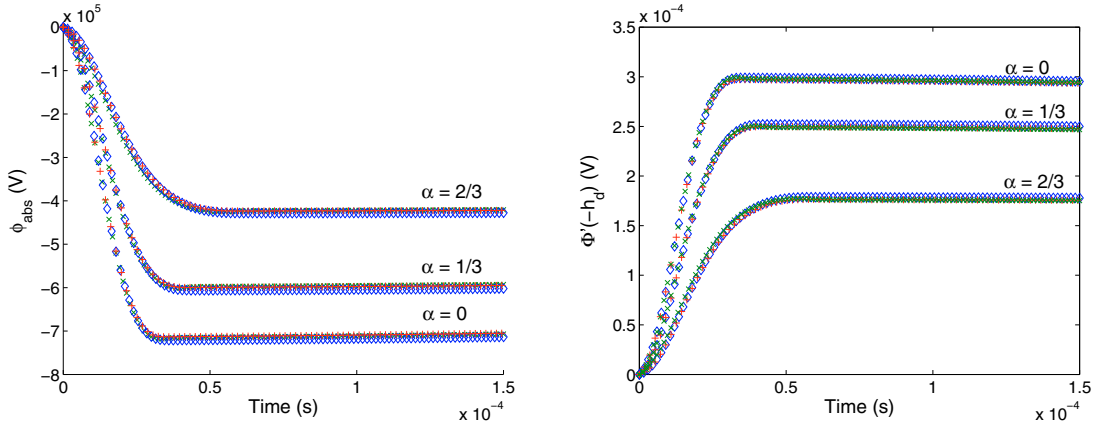 x 10^5
0
−1
−2
−3
−4
−5
−6
−7
−8
ϕ_abs (V)
α = 2/3
α = 1/3
α = 0
0
0.5
1
1.5
Time (s)
x 10^−4
x 10^−4
3.5
3
2.5
2
1.5
1
0.5
0
Φ'(−h_d) (V)
α = 0
α = 1/3
α = 2/3
0
0.5
1
1.5
Time (s)
x 10^−4